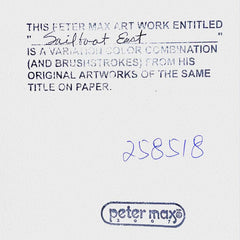 THIS PETER MAX ART WORK ENTITLED
" Sailboat East "
IS A VARIATION COLOR COMBINATION
(AND BRUSHSTROKES) FROM HIS
ORIGINAL ARTWORKS OF THE SAME
TITLE ON PAPER.
258518
peter max
2007